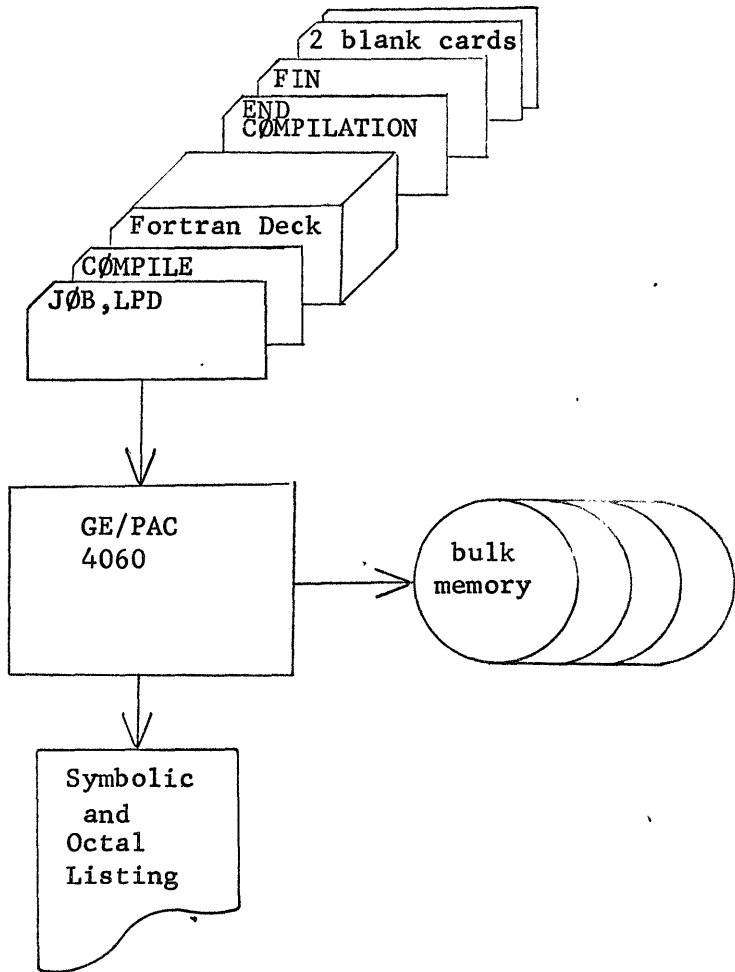 2 blank cards
FIN
END
CØMPILATION
Fortran Deck
CØMPILE
JØB,LPD
GE/PAC
4060
bulk
memory
Symbolic
and
Octal
Listing